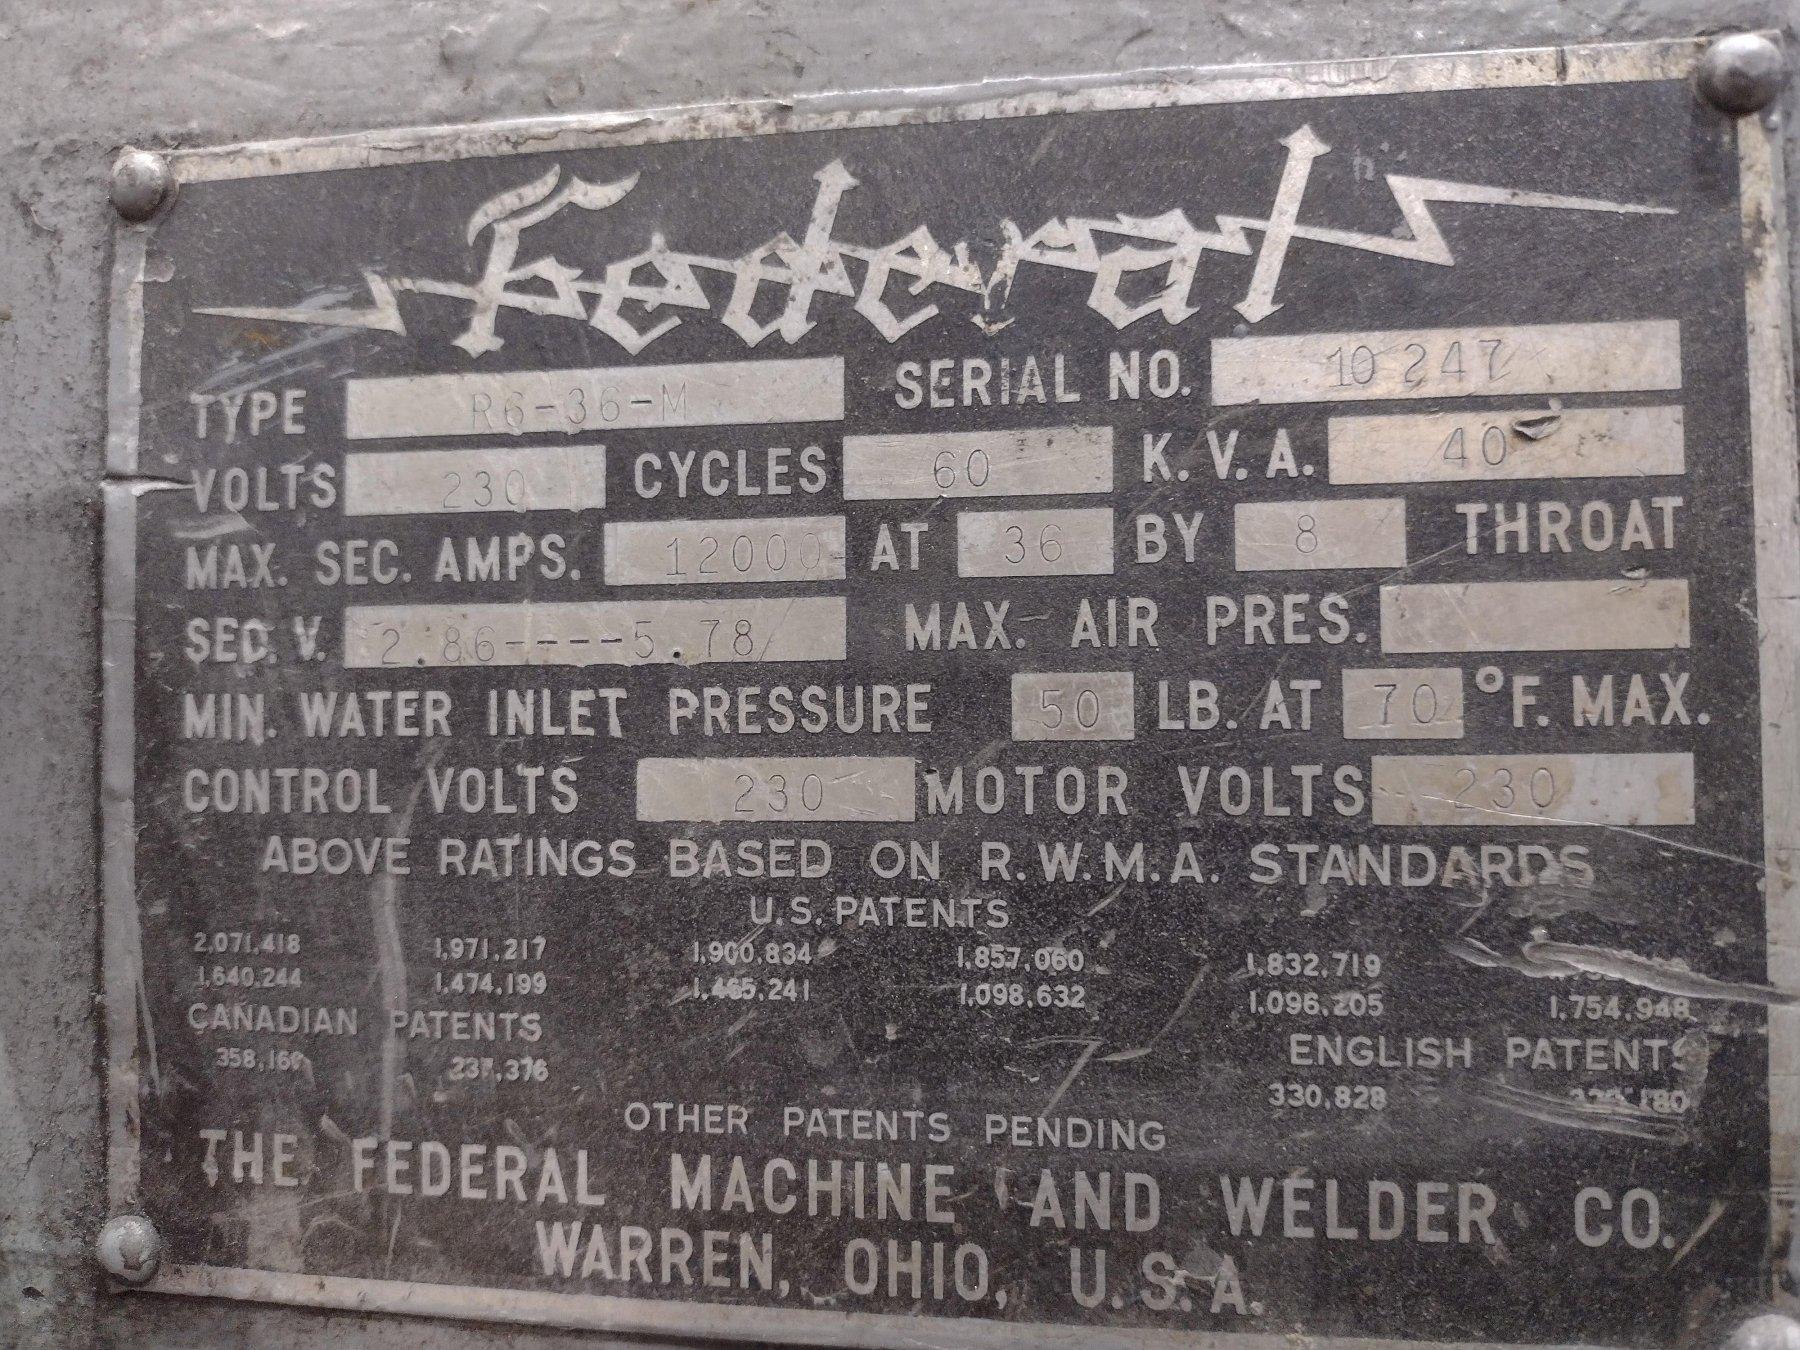 Federal
TYPE R6-36-M SERIAL NO. 10247
VOLTS 230 CYCLES 60 K.V.A. 40
MAX. SEC. AMPS. 12000 AT 36 BY 8 THROAT
SEC. V. 2.86----5.78 MAX. AIR PRES.
MIN. WATER INLET PRESSURE 50 LB. AT 70 °F. MAX.
CONTROL VOLTS 230 MOTOR VOLTS 230
ABOVE RATINGS BASED ON R.W.M.A. STANDARDS
U.S. PATENTS
2,071,418 1,971,217 1,900,834 1,857,060 1,832,719
1,640,244 1,474,199 1,465,241 1,098,632 1,096,205 1,754,948
CANADIAN PATENTS ENGLISH PATENTS
237,376 330,828
OTHER PATENTS PENDING
THE FEDERAL MACHINE AND WELDER CO.
WARREN, OHIO, U.S.A.